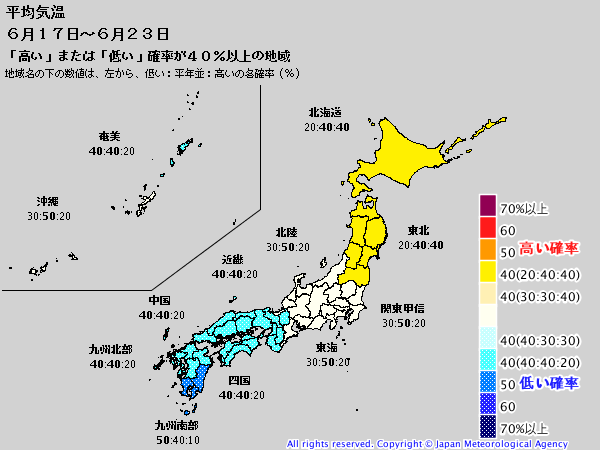 平均気温
６月１７日～６月２３日
「高い」または「低い」確率が４０％以上の地域
地域名の下の数値は、左から、低い：平年並：高いの各確率（％）
北海道
20:40:40
奄美
40:40:20
沖縄
30:50:20
東北
20:40:40
北陸
30:50:20
近畿
40:40:20
中国
40:40:20
関東甲信
30:50:20
東海
30:50:20
九州北部
40:40:20
四国
40:40:20
九州南部
50:40:10
70%以上
60
50 高い確率
40(20:40:40)
40(30:30:40)
40(40:30:30)
40(40:40:20)
50 低い確率
60
70%以上
All rights reserved. Copyright © Japan Meteorological Agency